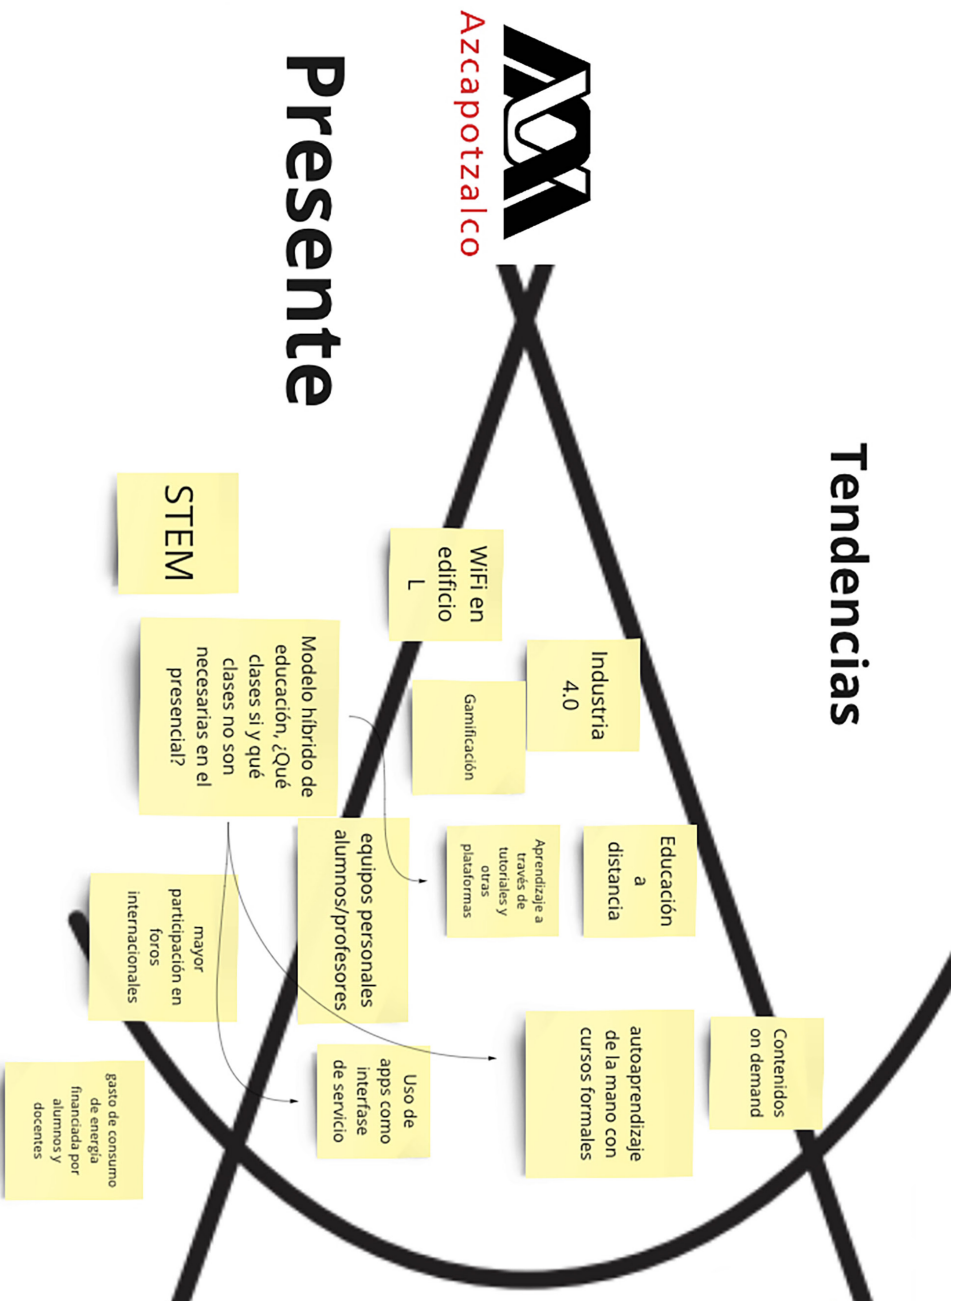 Azcapotzalco
Presente
Tendencias
STEM
WiFi en
edificio
L
Industria
4.0
Gamificación
Modelo híbrido de
educación, ¿Qué
clases si y qué
clases no son
necesarias en el
presencial?
Educación
a
distancia
Aprendizaje a
través de
tutoriales y
otras
plataformas
equipos personales
alumnos/profesores
mayor
participación en
foros
internacionales
Contenidos
on demand
autoaprendizaje
de la mano con
cursos formales
Uso de
apps como
interfase
de servicio
gasto de consumo
de energía
financiada por
alumnos y
docentes